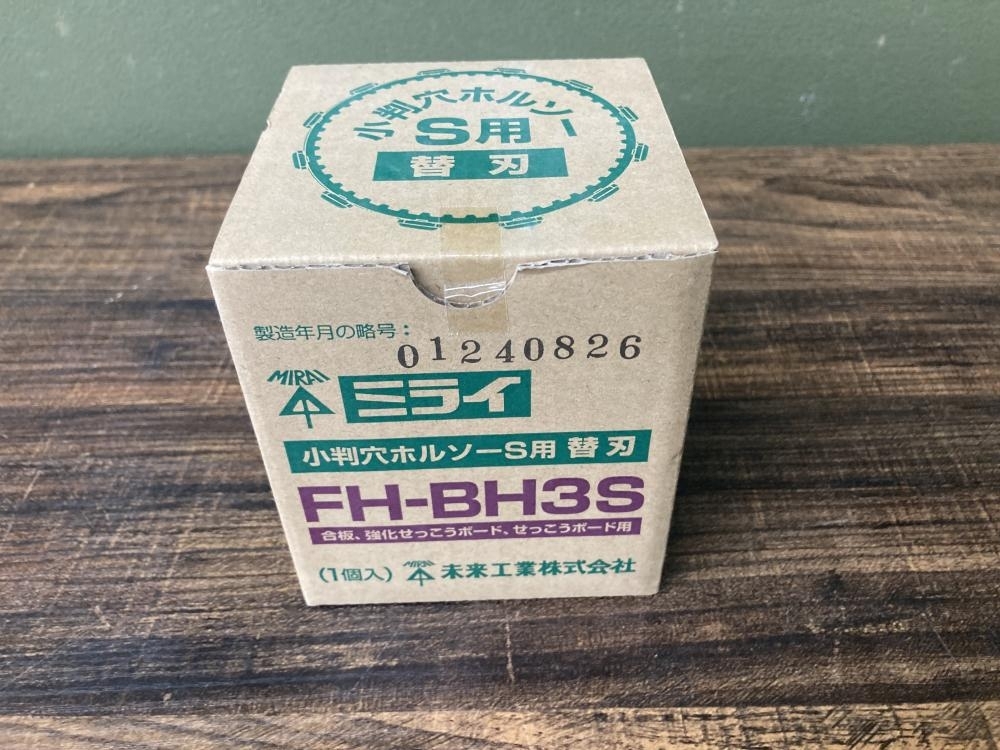 小判穴ホルソー
S用
替刃
製造年月の略号：
01240826
MIRAI
ミライ
小判穴ホルソーS用 替刃
FH-BH3S
合板、強化せっこうボード、せっこうボード用
(1個入) MIRAI 未来工業株式会社